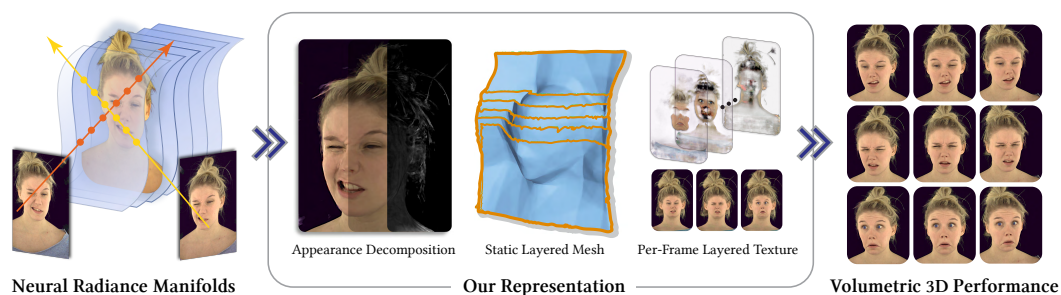 Appearance Decomposition
Static Layered Mesh
Per-Frame Layered Texture
Neural Radiance Manifolds
Our Representation
Volumetric 3D Performance